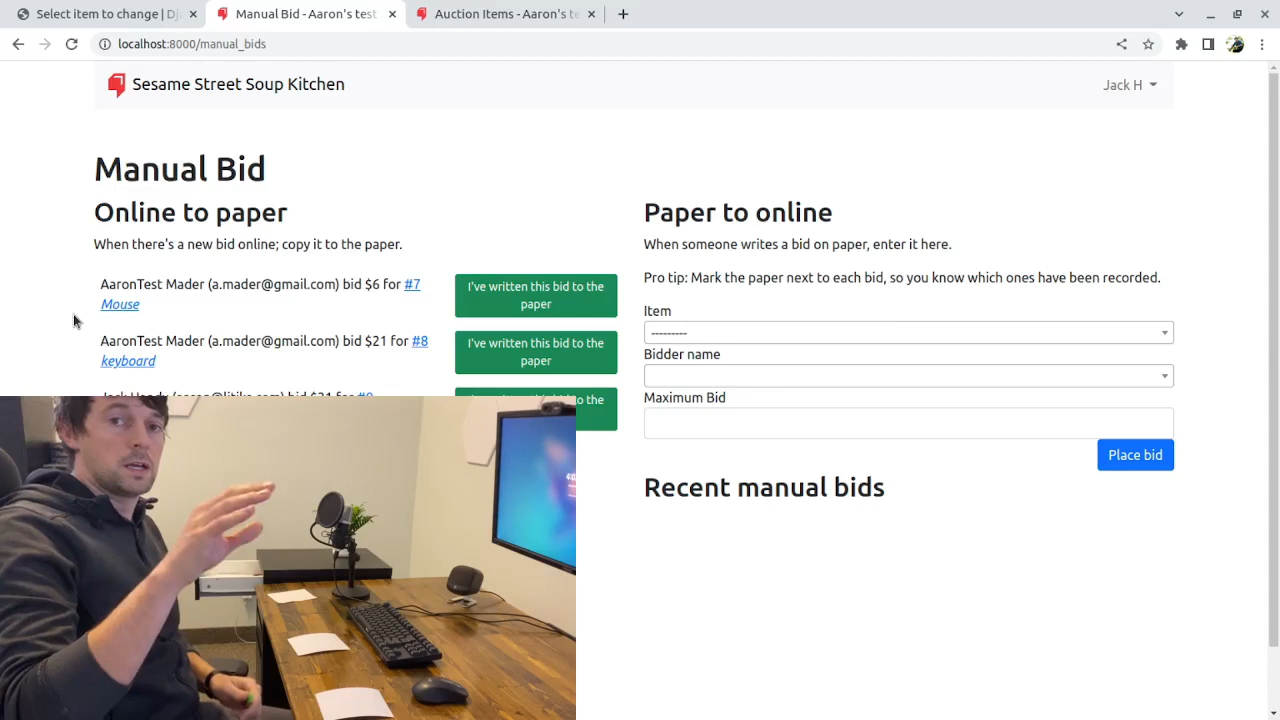 Select item to change | Dj
Manual Bid - Aaron's test
Auction Items - Aaron's te
localhost:8000/manual_bids
Sesame Street Soup Kitchen
Jack H
Manual Bid
Online to paper
When there's a new bid online; copy it to the paper.
AaronTest Mader (a.mader@gmail.com) bid $6 for #7
Mouse
I've written this bid to the
paper
AaronTest Mader (a.mader@gmail.com) bid $21 for #8
keyboard
I've written this bid to the
paper
Paper to online
When someone writes a bid on paper, enter it here.
Pro tip: Mark the paper next to each bid, so you know which ones have been recorded.
Item
---------
Bidder name
Maximum Bid
Place bid
Recent manual bids